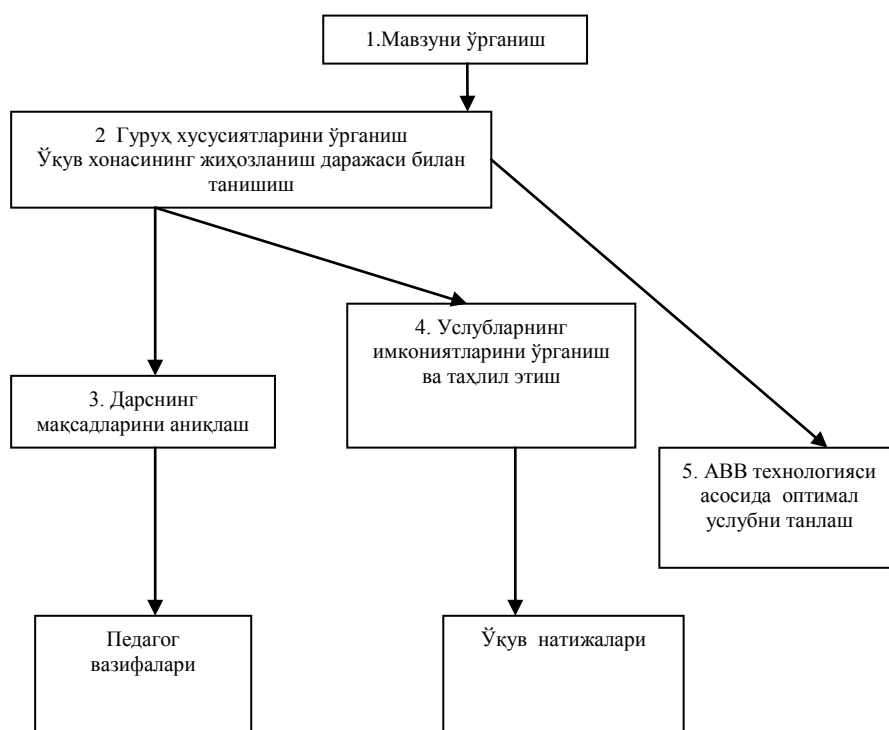 1.Мавзуни ўрганиш
2 Гуруҳ хусусиятларини ўрганиш
Ўқув хонасининг жиҳозланиш даражаси билан
танишиш
4. Услубларнинг
имкониятларини ўрганиш
ва таҳлил этиш
3. Дарснинг
мақсадларини аниқлаш
5. АВВ технологияси
асосида оптимал
услубни танлаш
Педагог
вазифалари
Ўқув натижалари